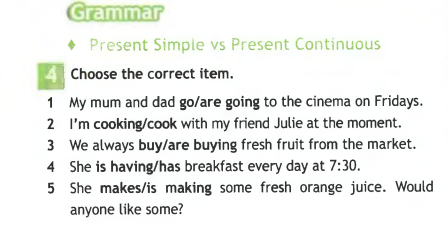 Grammar
♦ Present Simple vs Present Continuous
4 Choose the correct item.
1 My mum and dad go/are going to the cinema on Fridays.
2 I'm cooking/cook with my friend Julie at the moment.
3 We always buy/are buying fresh fruit from the market.
4 She is having/has breakfast every day at 7:30.
5 She makes/is making some fresh orange juice. Would
anyone like some?